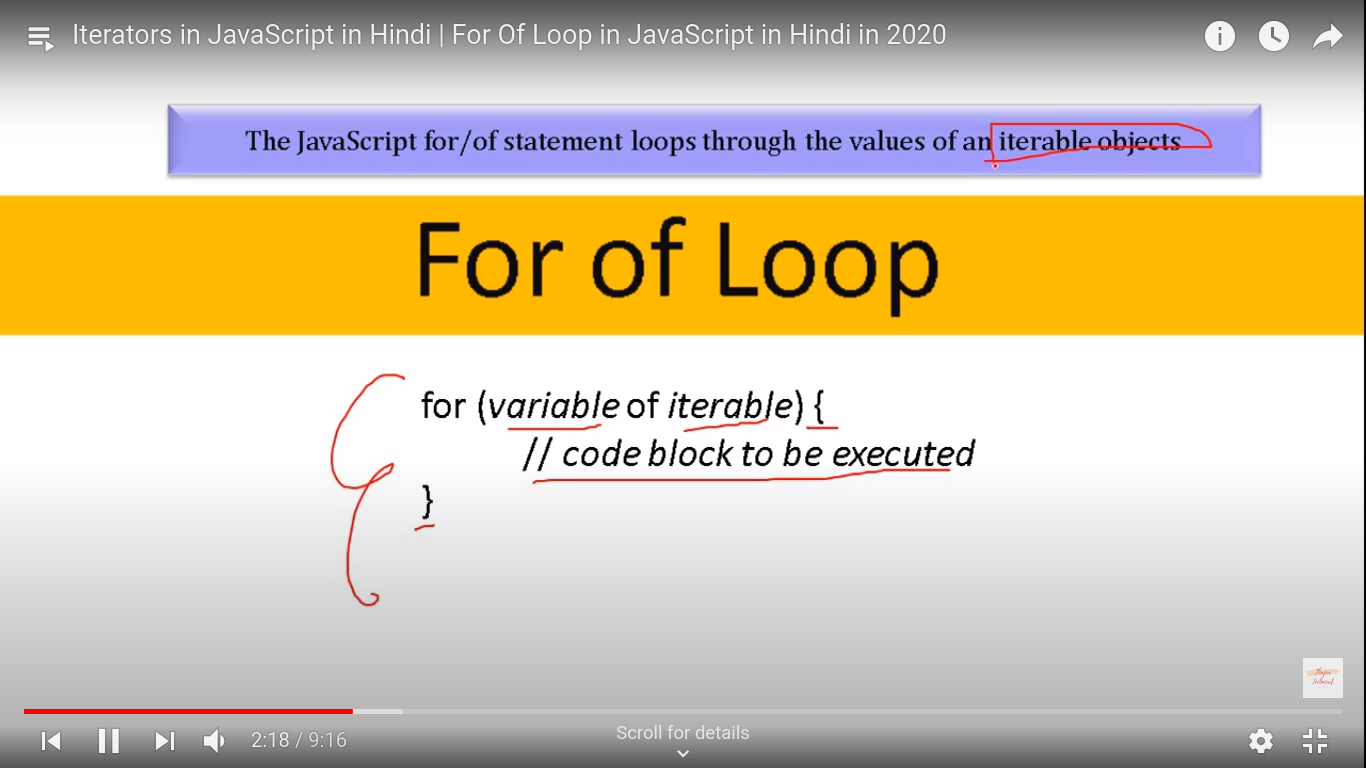 Iterators in JavaScript in Hindi | For Of Loop in JavaScript in Hindi in 2020
The JavaScript for/of statement loops through the values of an iterable objects
For of Loop
for (variable of iterable) {
// code block to be executed
}
2:18 / 9:16
Scroll for details